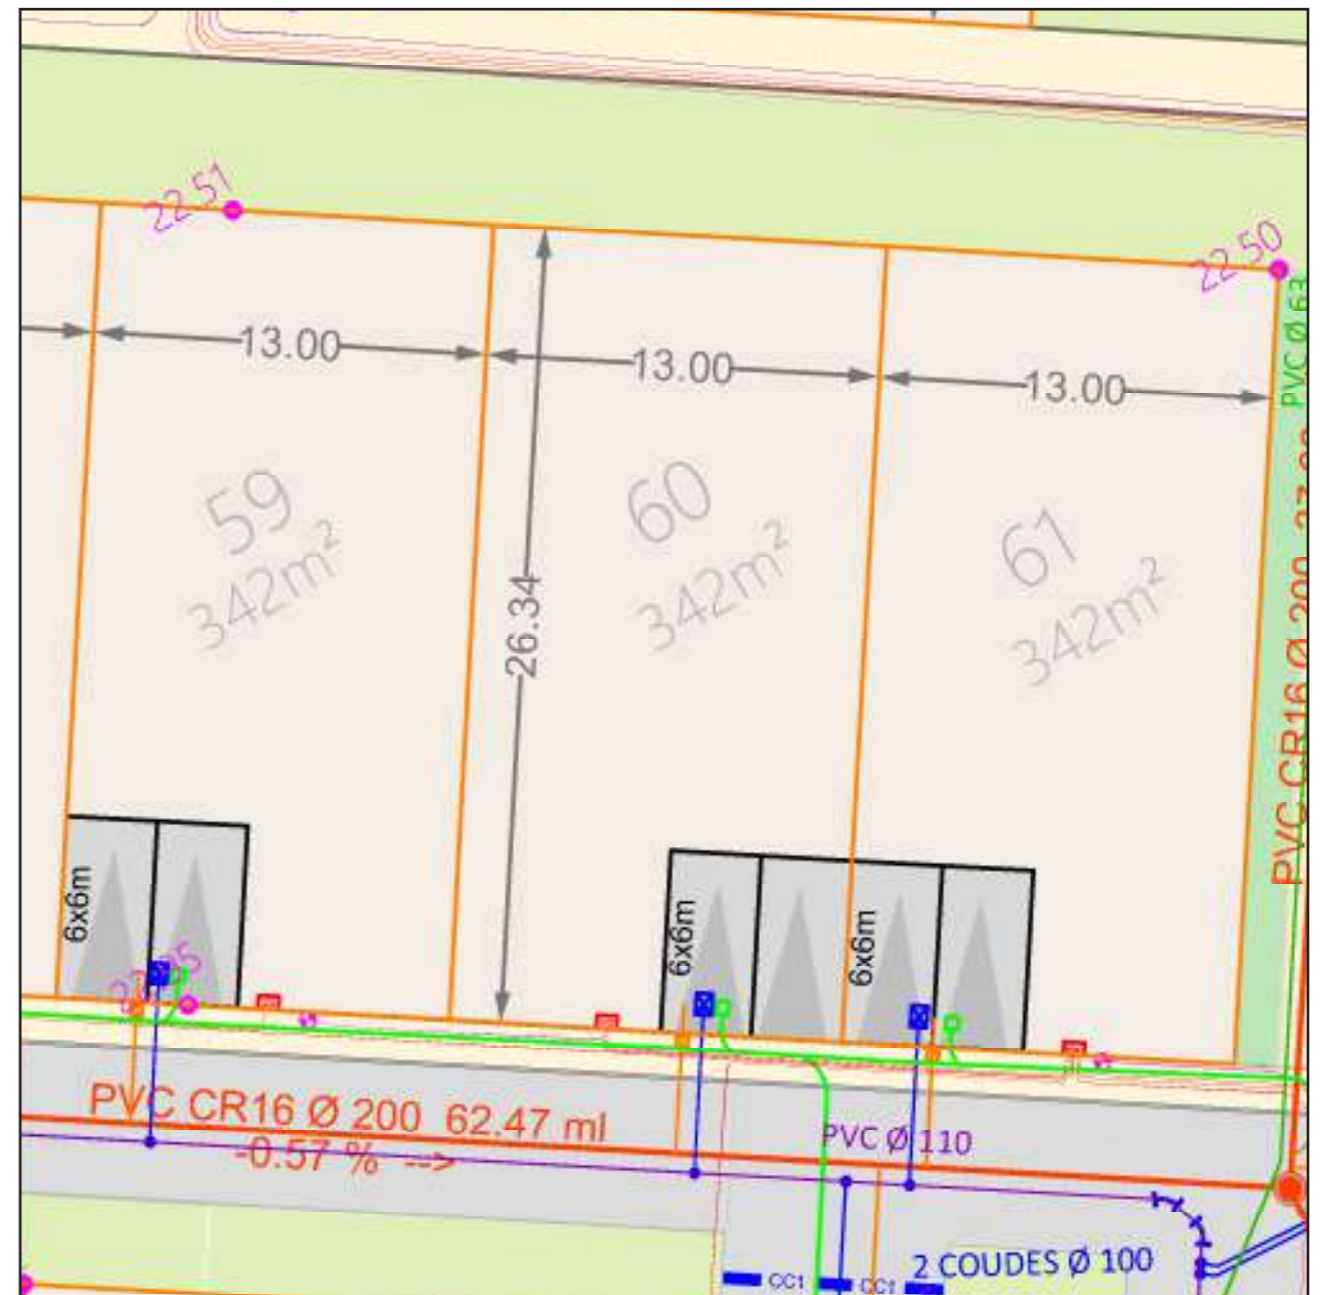 22.51
22.50
PVC Ø 63
13.00
13.00
13.00
59
342m²
60
342m²
61
342m²
26.34
PVC CR16 Ø 200
6x6m
6x6m
6x6m
PVC CR16 Ø 200 62.47 ml
-0.57 % -->
PVC Ø 110
2 COUDES Ø 100
CC1
CC1